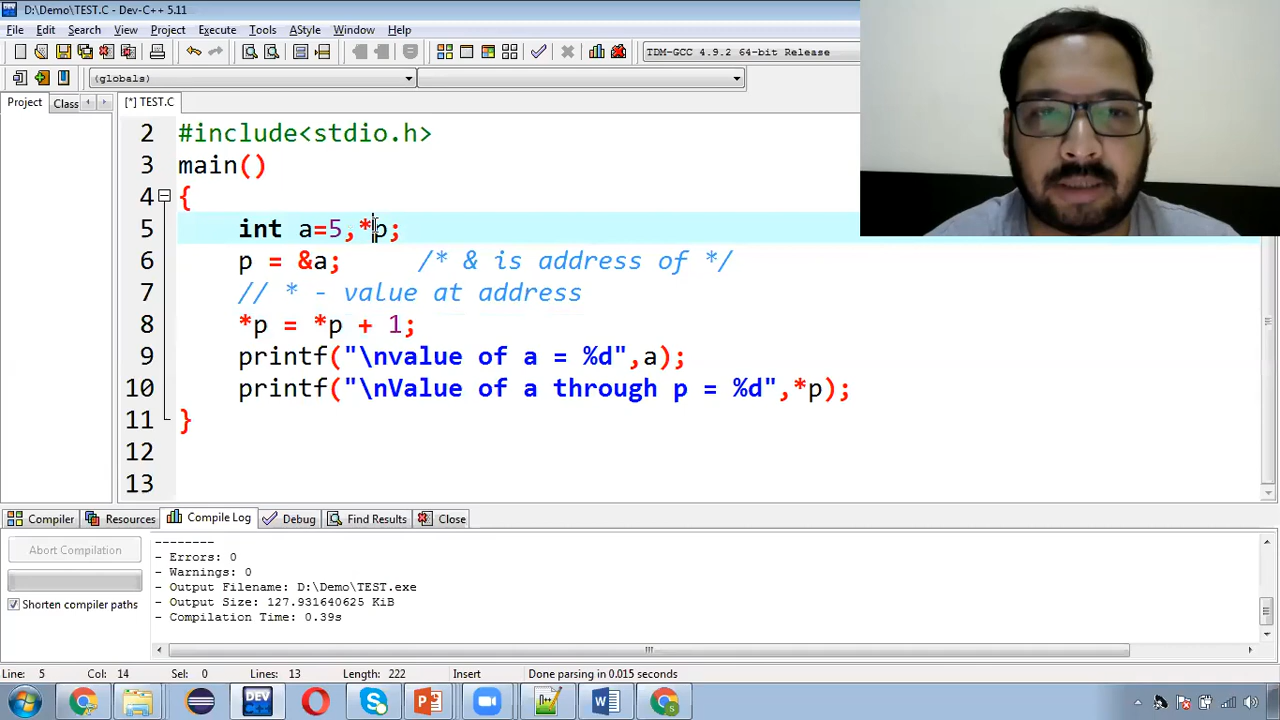 D:\Demo\TEST.C - Dev-C++ 5.11
File Edit Search View Project Execute Tools AStyle Window Help
TDM-GCC 4.9.2 64-bit Release
(globals)
Project Class [*] TEST.C
2 #include<stdio.h>
3 main()
4 {
5 int a=5,*p;
6 p = &a; /* & is address of */
7 // * - value at address
8 *p = *p + 1;
9 printf("\nvalue of a = %d",a);
10 printf("\nValue of a through p = %d",*p);
11 }
12
13
Compiler Resources Compile Log Debug Find Results Close
Abort Compilation
Shorten compiler paths
--------
- Errors: 0
- Warnings: 0
- Output Filename: D:\Demo\TEST.exe
- Output Size: 127.931640625 KiB
- Compilation Time: 0.39s
Line: 5 Col: 14 Sel: 0 Lines: 13 Length: 222 Insert Done parsing in 0.015 seconds
DEV